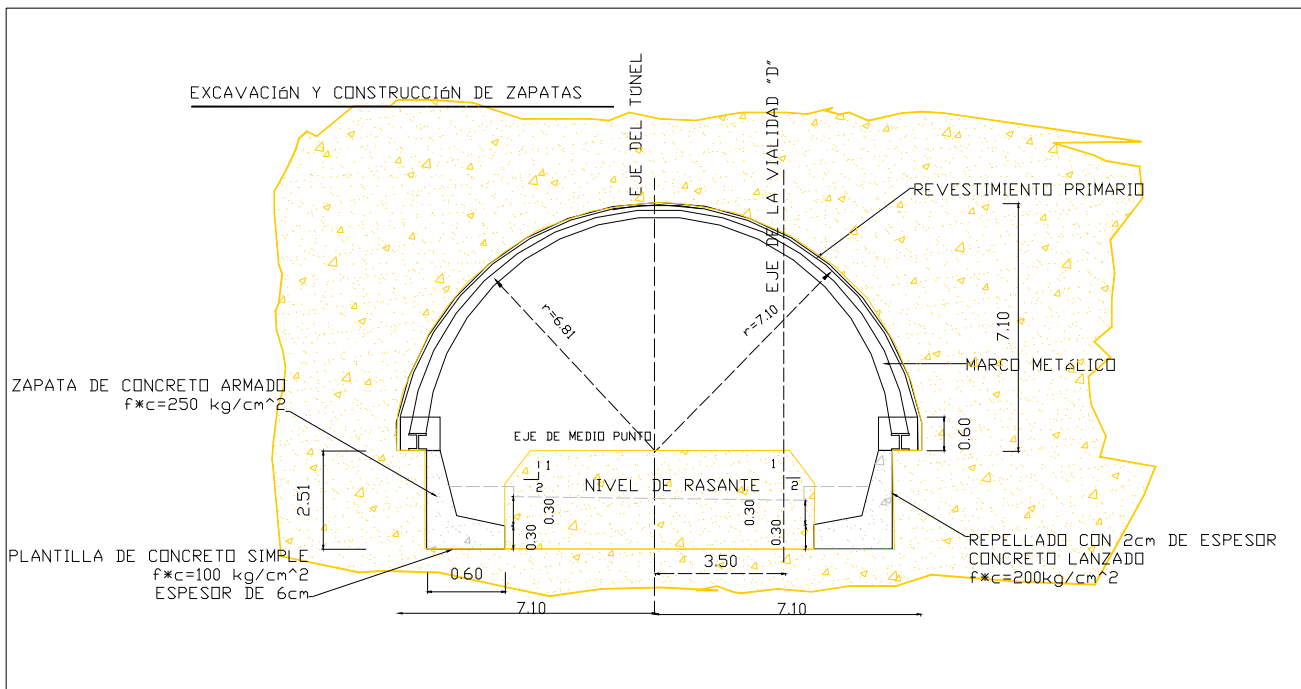 EXCAVACIóN Y CONSTRUCCIóN DE ZAPATAS
EJE DEL TÚNEL
EJE DE LA VIALIDAD "D"
REVESTIMIENTO PRIMARIO
r=6.81
r=7.10
7.10
MARCO METáLICO
ZAPATA DE CONCRETO ARMADO
f*c=250 kg/cm^2
0.60
EJE DE MEDIO PUNTO
1
2
1
2
NIVEL DE RASANTE
2.51
0.30
0.30
0.30
0.30
PLANTILLA DE CONCRETO SIMPLE
f*c=100 kg/cm^2
ESPESOR DE 6cm
REPELLADO CON 2cm DE ESPESOR
CONCRETO LANZADO
f*c=200kg/cm^2
0.60
3.50
7.10
7.10